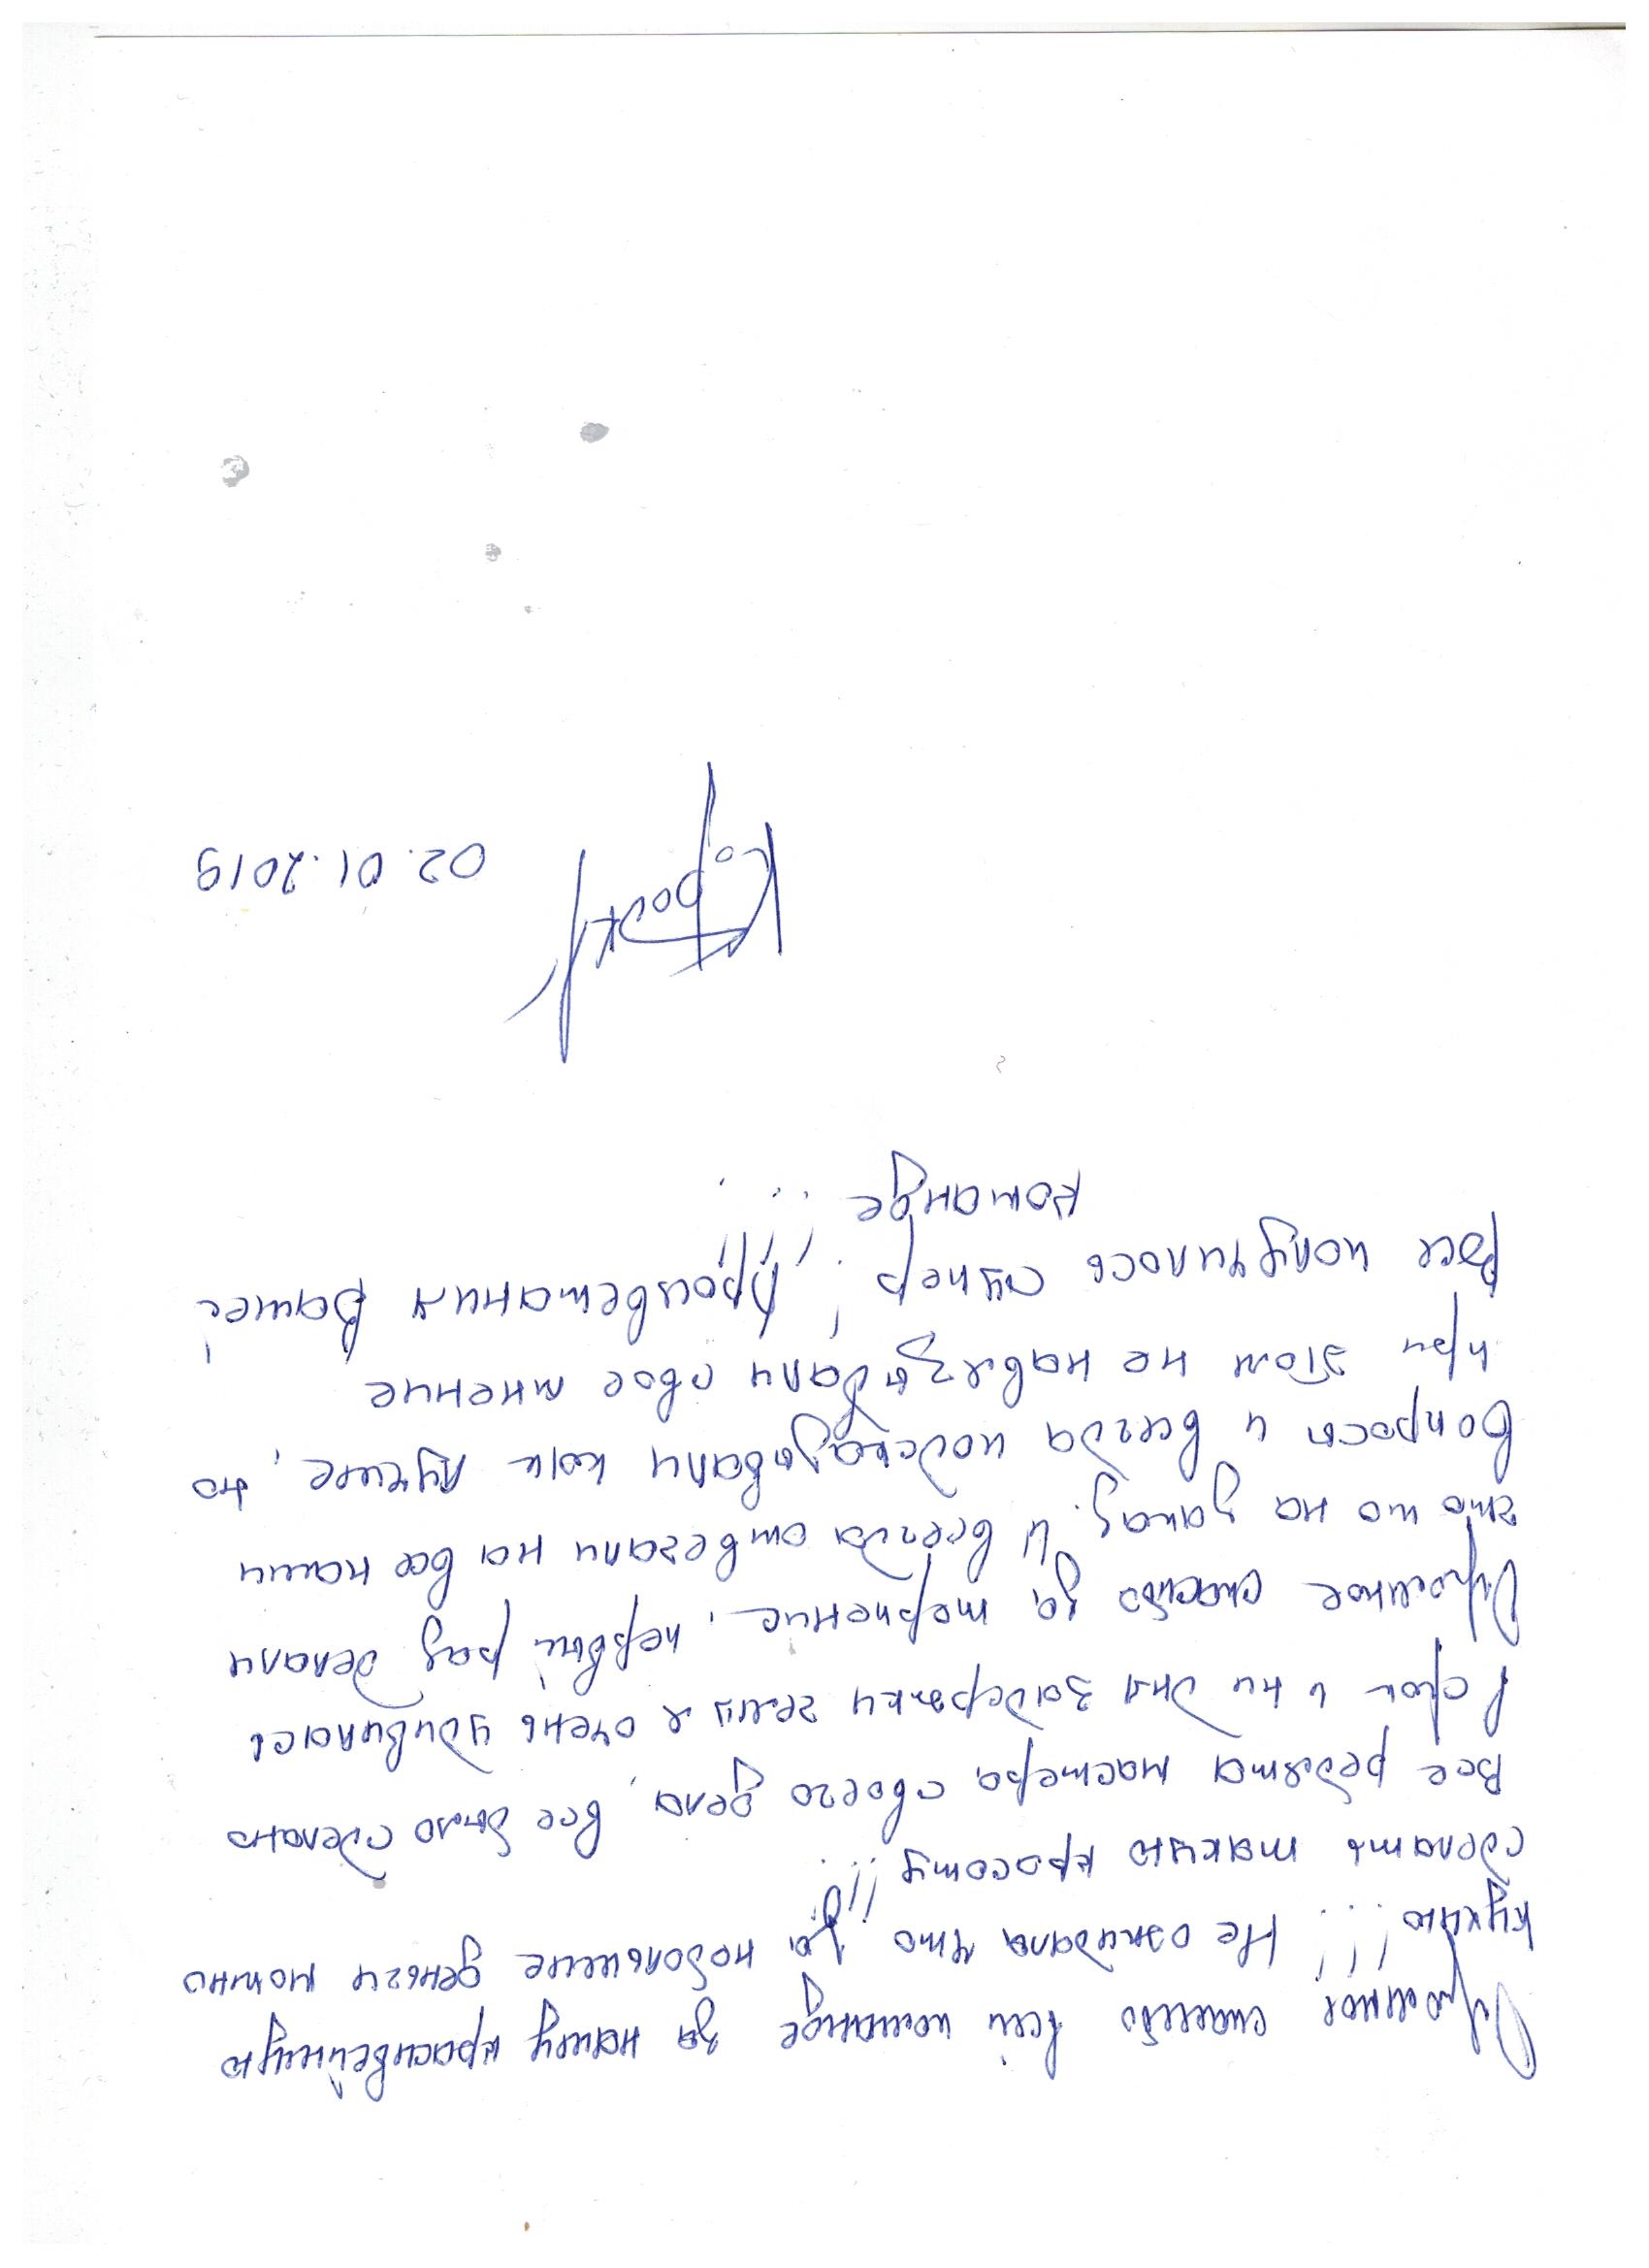 Огромное спасибо всей команде за нашу красивейшую
кухню!!! Не ожидала что за небольшие деньги можно
сделать такую красоту!!!
Все ребята мастера своего дела, все было сделано
в срок и ни дня задержки чему я очень удивилась
Огромное спасибо за терпение, первый раз делали
что то на заказ. И всегда отвечали на все наши
вопросы и всегда подсказывали как лучше, но
при этом не навязывали свое мнение
Все получилось супер! Процветания Вашей
команде!!!!
02.01.2019